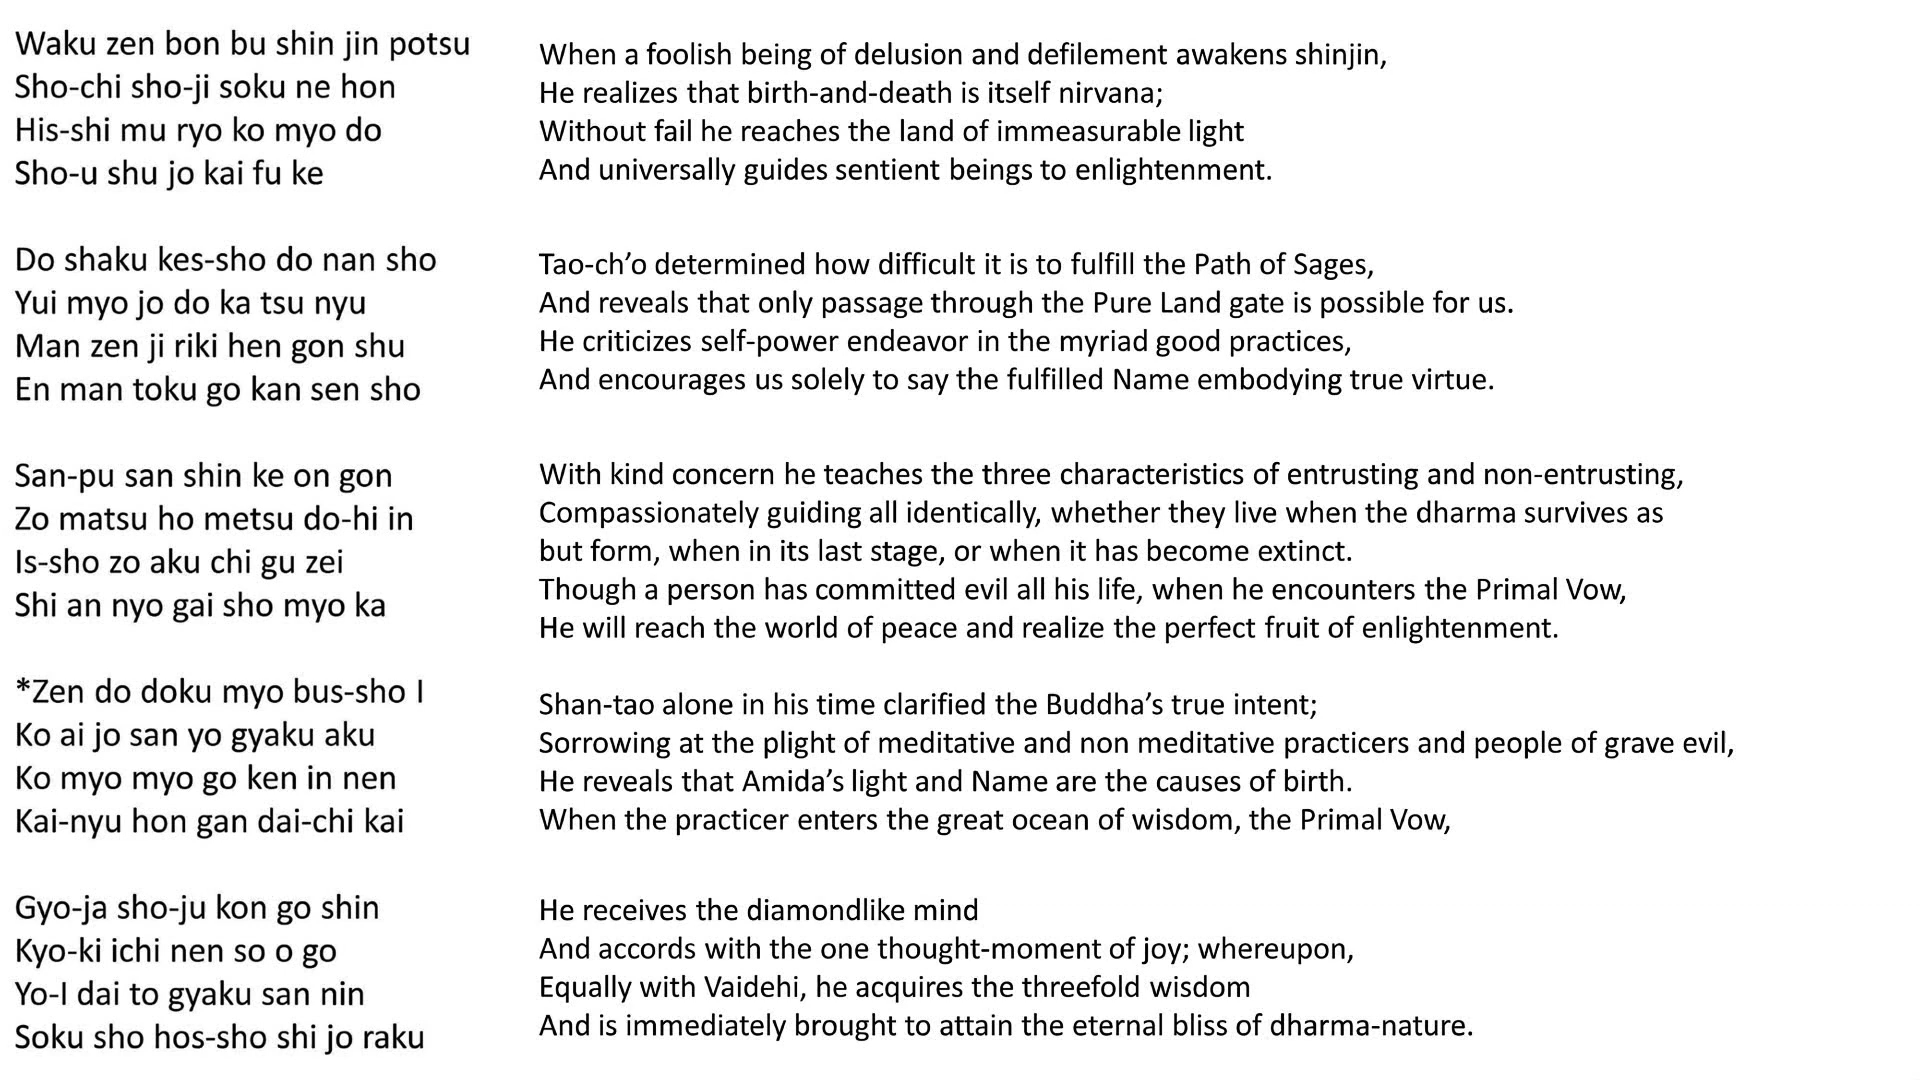 Waku zen bon bu shin jin potsu
Sho-chi sho-ji soku ne hon
His-shi mu ryo ko myo do
Sho-u shu jo kai fu ke
Do shaku kes-sho do nan sho
Yui myo jo do ka tsu nyu
Man zen ji riki hen gon shu
En man toku go kan sen sho
San-pu san shin ke on gon
Zo matsu ho metsu do-hi in
Is-sho zo aku chi gu zei
Shi an nyo gai sho myo ka
*Zen do doku myo bus-sho I
Ko ai jo san yo gyaku aku
Ko myo myo go ken in nen
Kai-nyu hon gan dai-chi kai
Gyo-ja sho-ju kon go shin
Kyo-ki ichi nen so o go
Yo-I dai to gyaku san nin
Soku sho hos-sho shi jo raku
When a foolish being of delusion and defilement awakens shinjin,
He realizes that birth-and-death is itself nirvana;
Without fail he reaches the land of immeasurable light
And universally guides sentient beings to enlightenment.
Tao-ch’o determined how difficult it is to fulfill the Path of Sages,
And reveals that only passage through the Pure Land gate is possible for us.
He criticizes self-power endeavor in the myriad good practices,
And encourages us solely to say the fulfilled Name embodying true virtue.
With kind concern he teaches the three characteristics of entrusting and non-entrusting,
Compassionately guiding all identically, whether they live when the dharma survives as
but form, when in its last stage, or when it has become extinct.
Though a person has committed evil all his life, when he encounters the Primal Vow,
He will reach the world of peace and realize the perfect fruit of enlightenment.
Shan-tao alone in his time clarified the Buddha’s true intent;
Sorrowing at the plight of meditative and non meditative practicers and people of grave evil,
He reveals that Amida’s light and Name are the causes of birth.
When the practicer enters the great ocean of wisdom, the Primal Vow,
He receives the diamondlike mind
And accords with the one thought-moment of joy; whereupon,
Equally with Vaidehi, he acquires the threefold wisdom
And is immediately brought to attain the eternal bliss of dharma-nature.